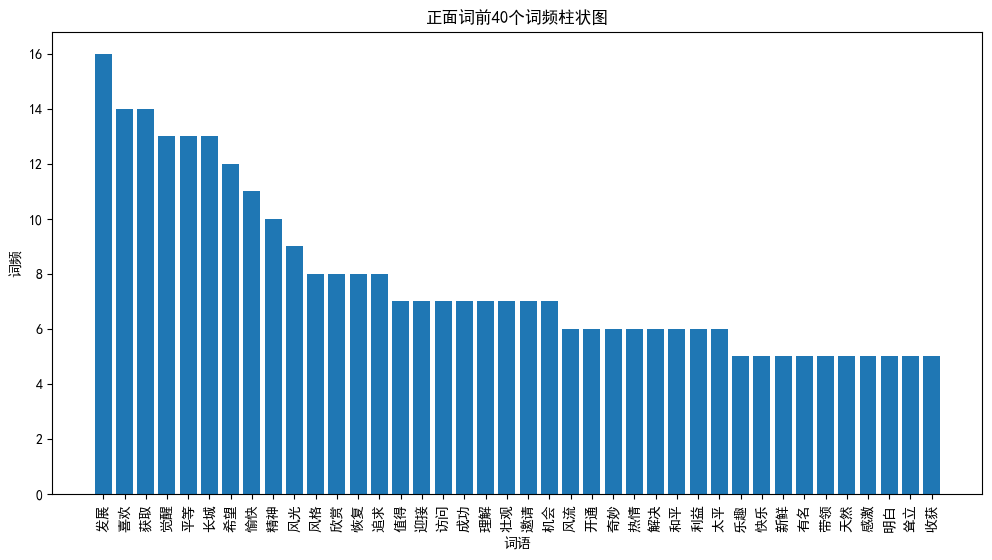 正面词前40个词频柱状图
词频
16
14
12
10
8
6
4
2
0
发展
喜欢
获取
觉醒
平等
长城
希望
愉快
精神
风光
风格
欣赏
恢复
追求
值得
迎接
访问
成功
理解
壮观
邀请
机会
风流
开通
奇妙
热情
解决
和平
利益
太平
乐趣
快乐
新鲜
有名
带领
天然
感激
明白
耸立
收获
词语